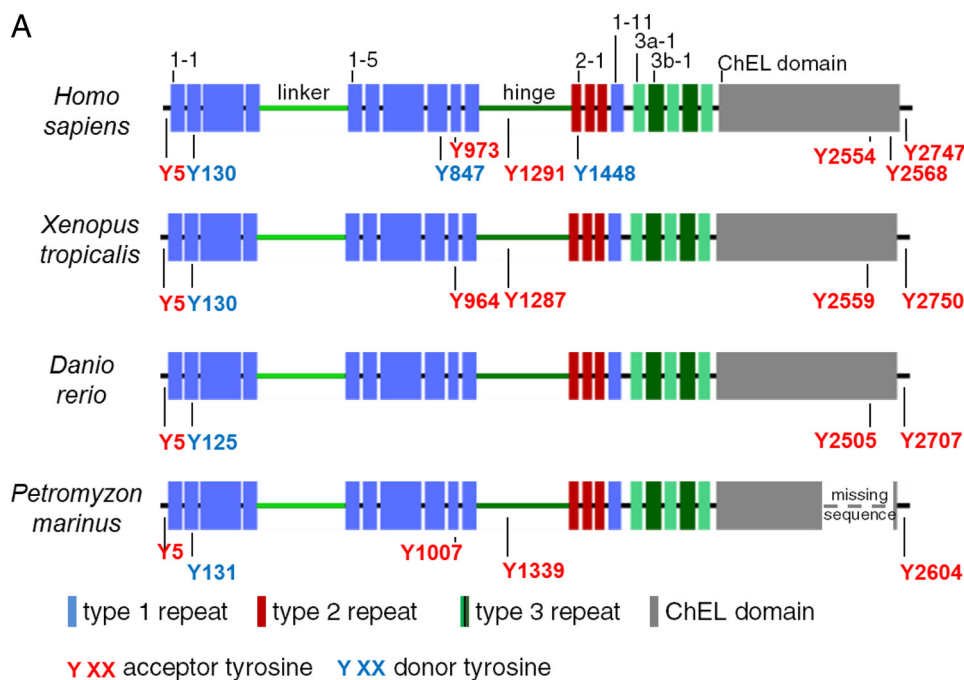 A
1-1
1-5
1-11
3a-1
2-1
3b-1
ChEL domain
Homo
sapiens
linker
hinge
Y5
Y130
Y847
Y973
Y1291
Y1448
Y2554
Y2747
Y2568
Xenopus
tropicalis
Y5
Y130
Y964
Y1287
Y2559
Y2750
Danio
rerio
Y5
Y125
Y2505
Y2707
Petromyzon
marinus
missing
sequence
Y5
Y131
Y1007
Y1339
Y2604
type 1 repeat
type 2 repeat
type 3 repeat
ChEL domain
Y XX acceptor tyrosine
Y XX donor tyrosine